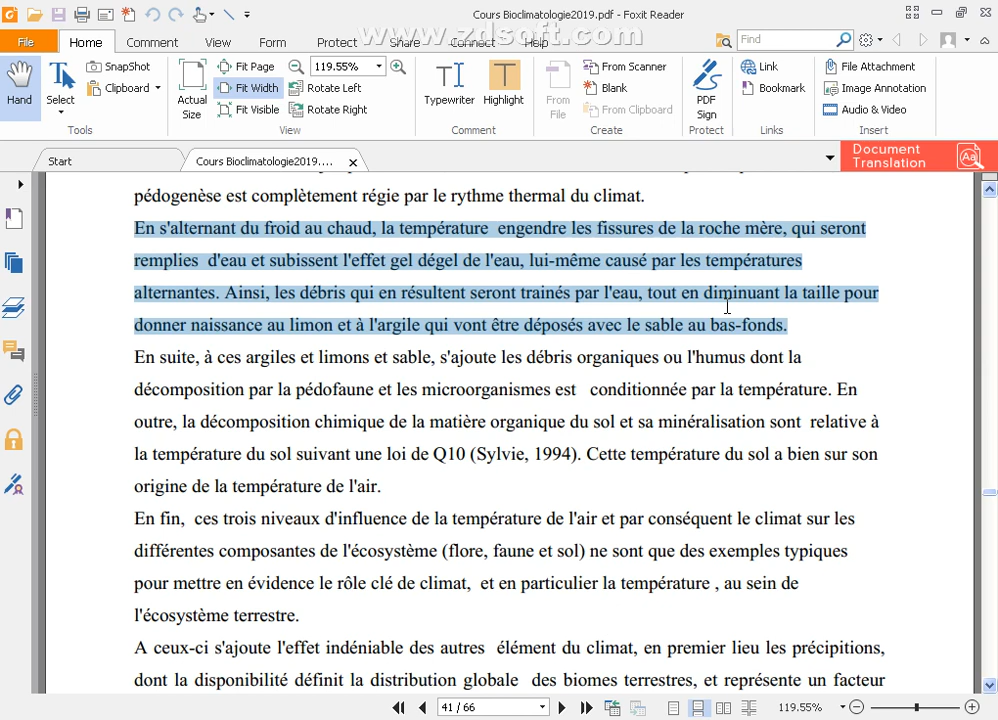 Cours Bioclimatologie2019.pdf - Foxit Reader
www.zdsoft.com
File Home Comment View Form Protect Share Connect Help Find
Hand
Select
SnapShot
Clipboard
Tools
Actual Size
Fit Page
Fit Width
Fit Visible
119.55%
Rotate Left
Rotate Right
View
Typewriter
Highlight
Comment
From File
From Scanner
Blank
From Clipboard
Create
PDF Sign
Protect
Link
Bookmark
Links
File Attachment
Image Annotation
Audio & Video
Insert
Start
Cours Bioclimatologie2019....
Document
Translation
pédogenèse est complètement régie par le rythme thermal du climat.
En s'alternant du froid au chaud, la température engendre les fissures de la roche mère, qui seront
remplies d'eau et subissent l'effet gel dégel de l'eau, lui-même causé par les températures
alternantes. Ainsi, les débris qui en résultent seront trainés par l'eau, tout en diminuant la taille pour
donner naissance au limon et à l'argile qui vont être déposés avec le sable au bas-fonds.
En suite, à ces argiles et limons et sable, s'ajoute les débris organiques ou l'humus dont la
décomposition par la pédofaune et les microorganismes est conditionnée par la température. En
outre, la décomposition chimique de la matière organique du sol et sa minéralisation sont relative à
la température du sol suivant une loi de Q10 (Sylvie, 1994). Cette température du sol a bien sur son
origine de la température de l'air.
En fin, ces trois niveaux d'influence de la température de l'air et par conséquent le climat sur les
différentes composantes de l'écosystème (flore, faune et sol) ne sont que des exemples typiques
pour mettre en évidence le rôle clé de climat, et en particulier la température , au sein de
l'écosystème terrestre.
A ceux-ci s'ajoute l'effet indéniable des autres élément du climat, en premier lieu les précipitions,
dont la disponibilité définit la distribution globale des biomes terrestres, et représente un facteur
41 / 66
119.55%